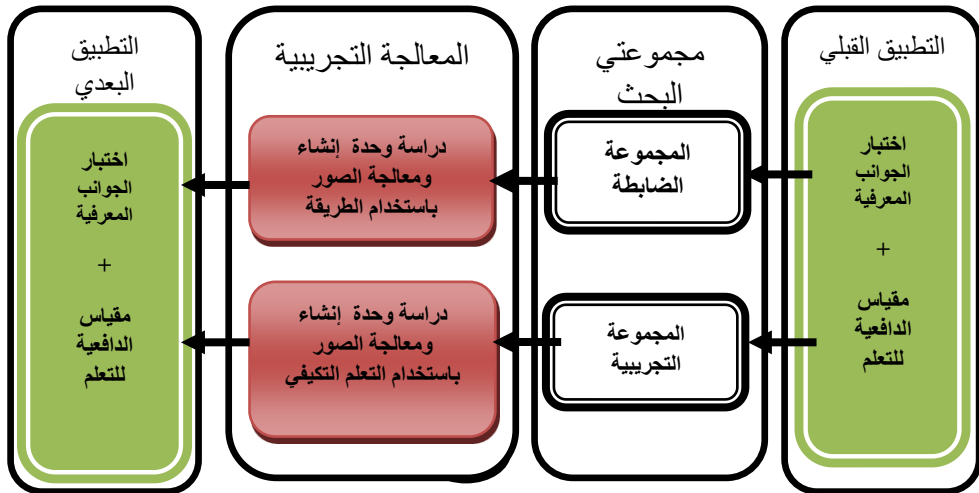 التطبيق القبلي
اختبار
الجوانب
المعرفية
+
مقياس
الدافعية
للتعلم
مجموعتي
البحث
المجموعة
الضابطة
المجموعة
التجريبية
المعالجة التجريبية
دراسة وحدة إنشاء
ومعالجة الصور
باستخدام الطريقة
دراسة وحدة إنشاء
ومعالجة الصور
باستخدام التعلم التكيفي
التطبيق
البعدي
اختبار
الجوانب
المعرفية
+
مقياس
الدافعية
للتعلم